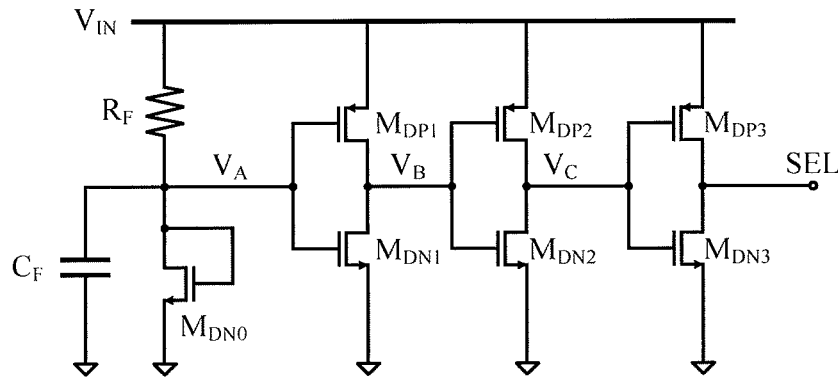 V_IN
R_F
M_DP1
M_DP2
M_DP3
V_A
V_B
V_C
SEL
C_F
M_DN1
M_DN2
M_DN3
M_DN0